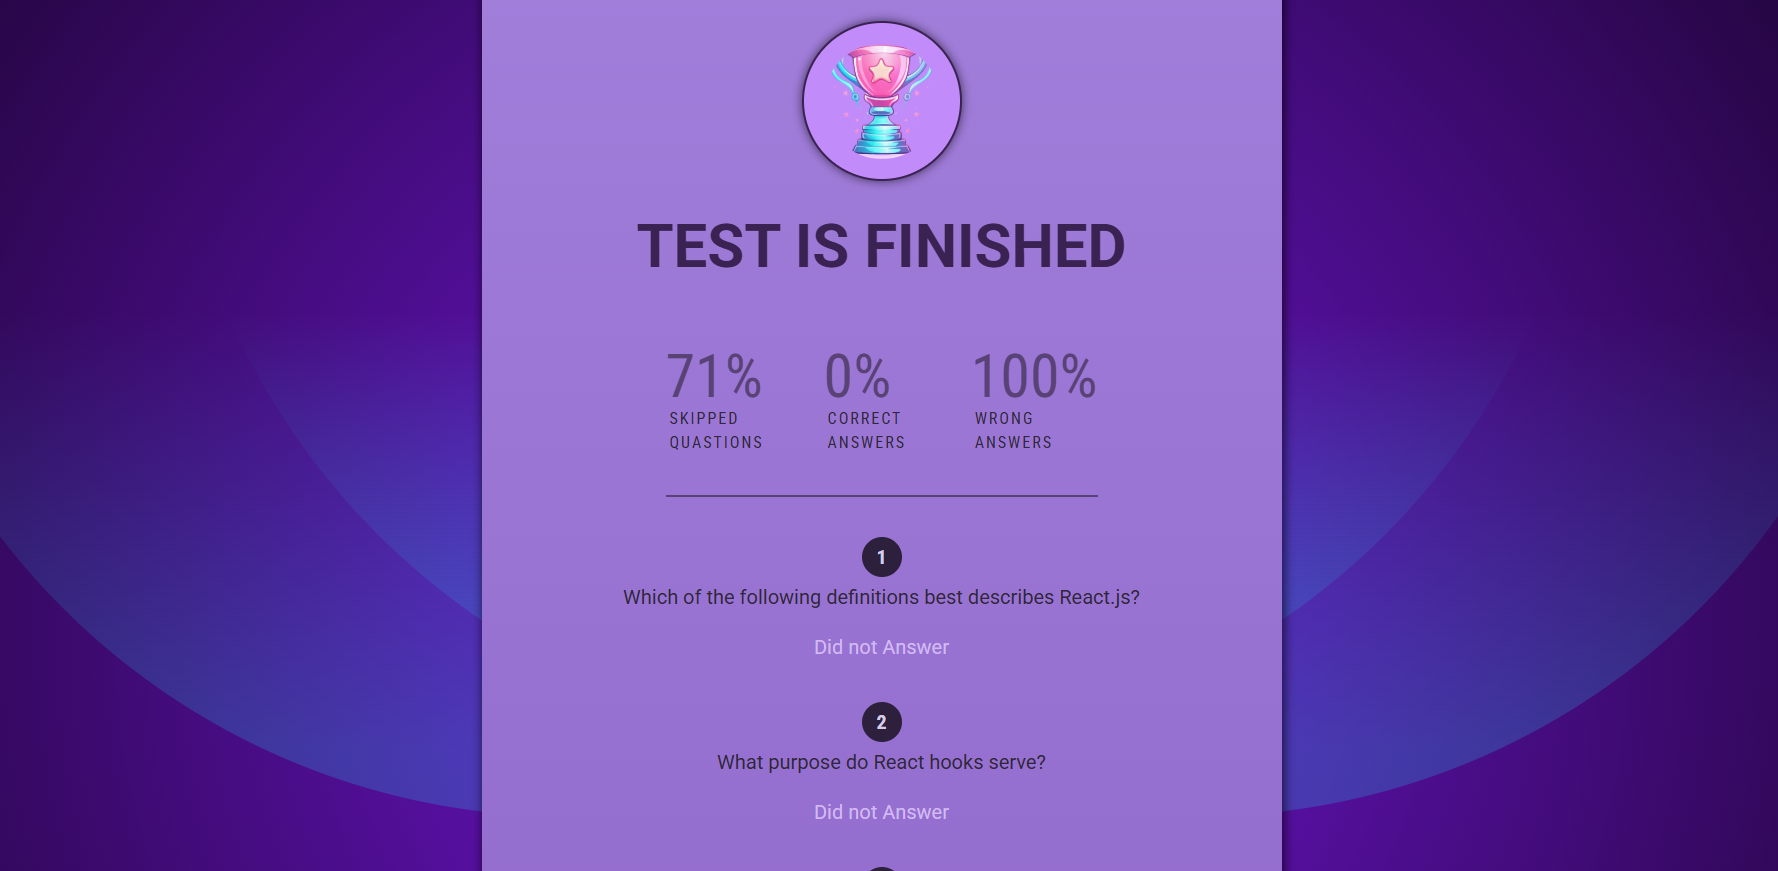 TEST IS FINISHED
71% 0% 100%
SKIPPED CORRECT WRONG
QUASTIONS ANSWERS ANSWERS
1
Which of the following definitions best describes React.js?
Did not Answer
2
What purpose do React hooks serve?
Did not Answer